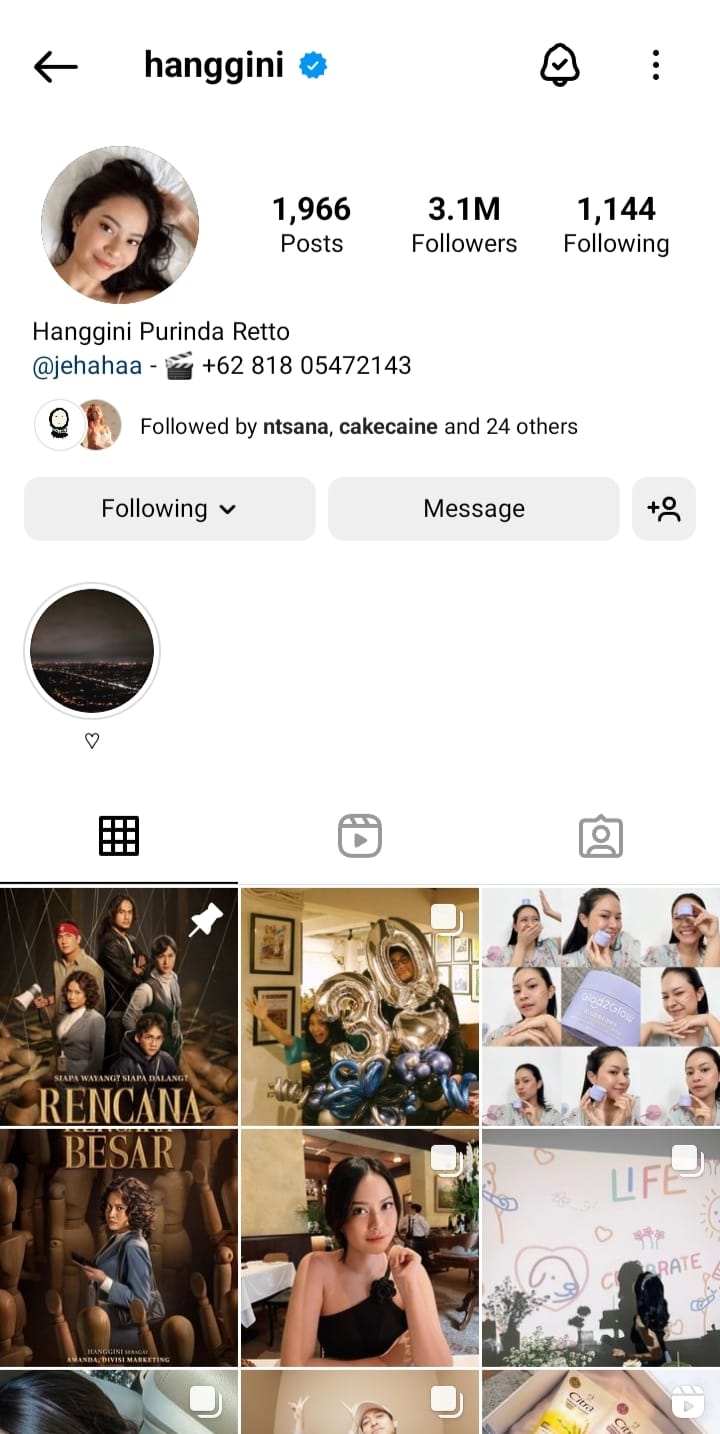 hanggini
1,966
Posts
3.1M
Followers
1,144
Following
Hanggini Purinda Retto
@jehahaa - 🎬 +62 818 05472143
Followed by ntsana, cakecaine and 24 others
Following
Message
♡
SIAPA WAYANG? SIAPA DALANG?
RENCANA
30
Glad2Glow
BLUEBERRY
BESAR
HANGGINI SEBAGAI
AMANDA, DIVISI MARKETING
LIFE
Citra